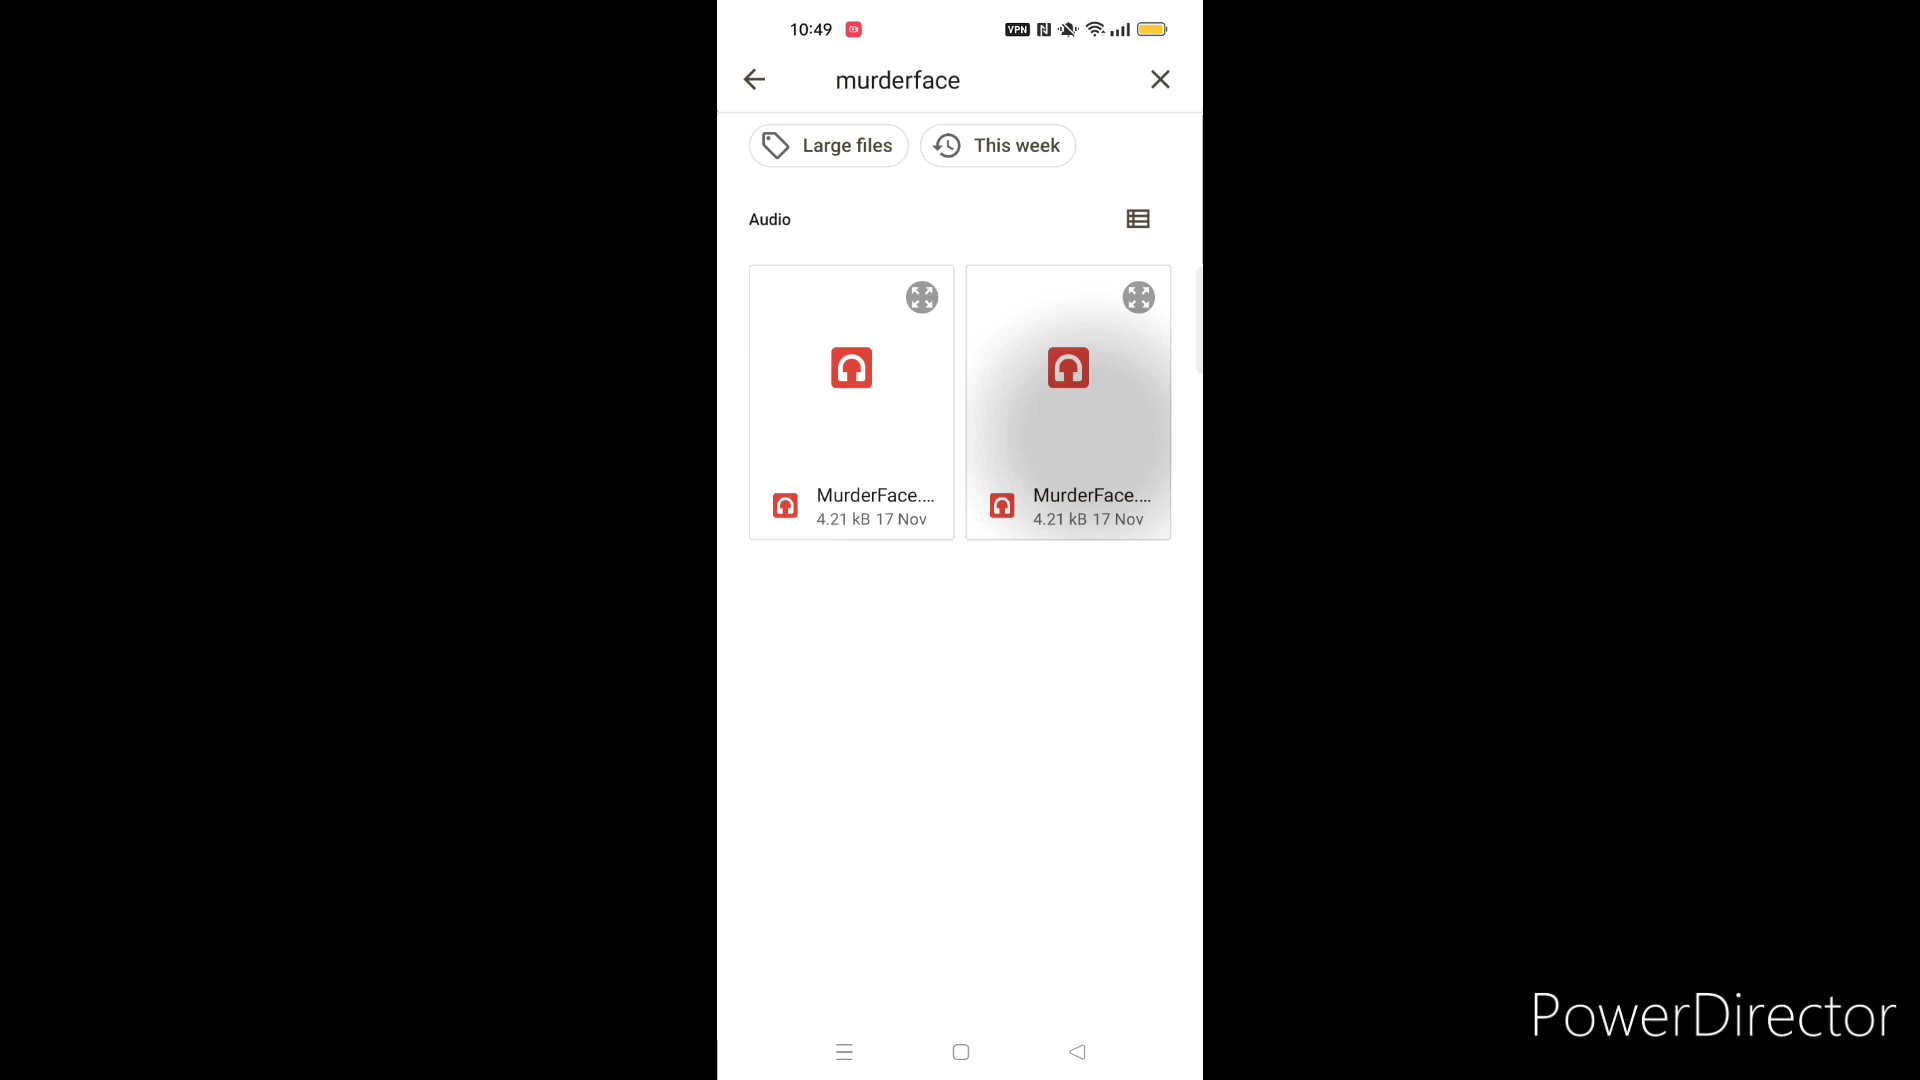 10:49
VPN
murderface
Large files
This week
Audio
MurderFace....
4.21 kB 17 Nov
MurderFace....
4.21 kB 17 Nov
PowerDirector